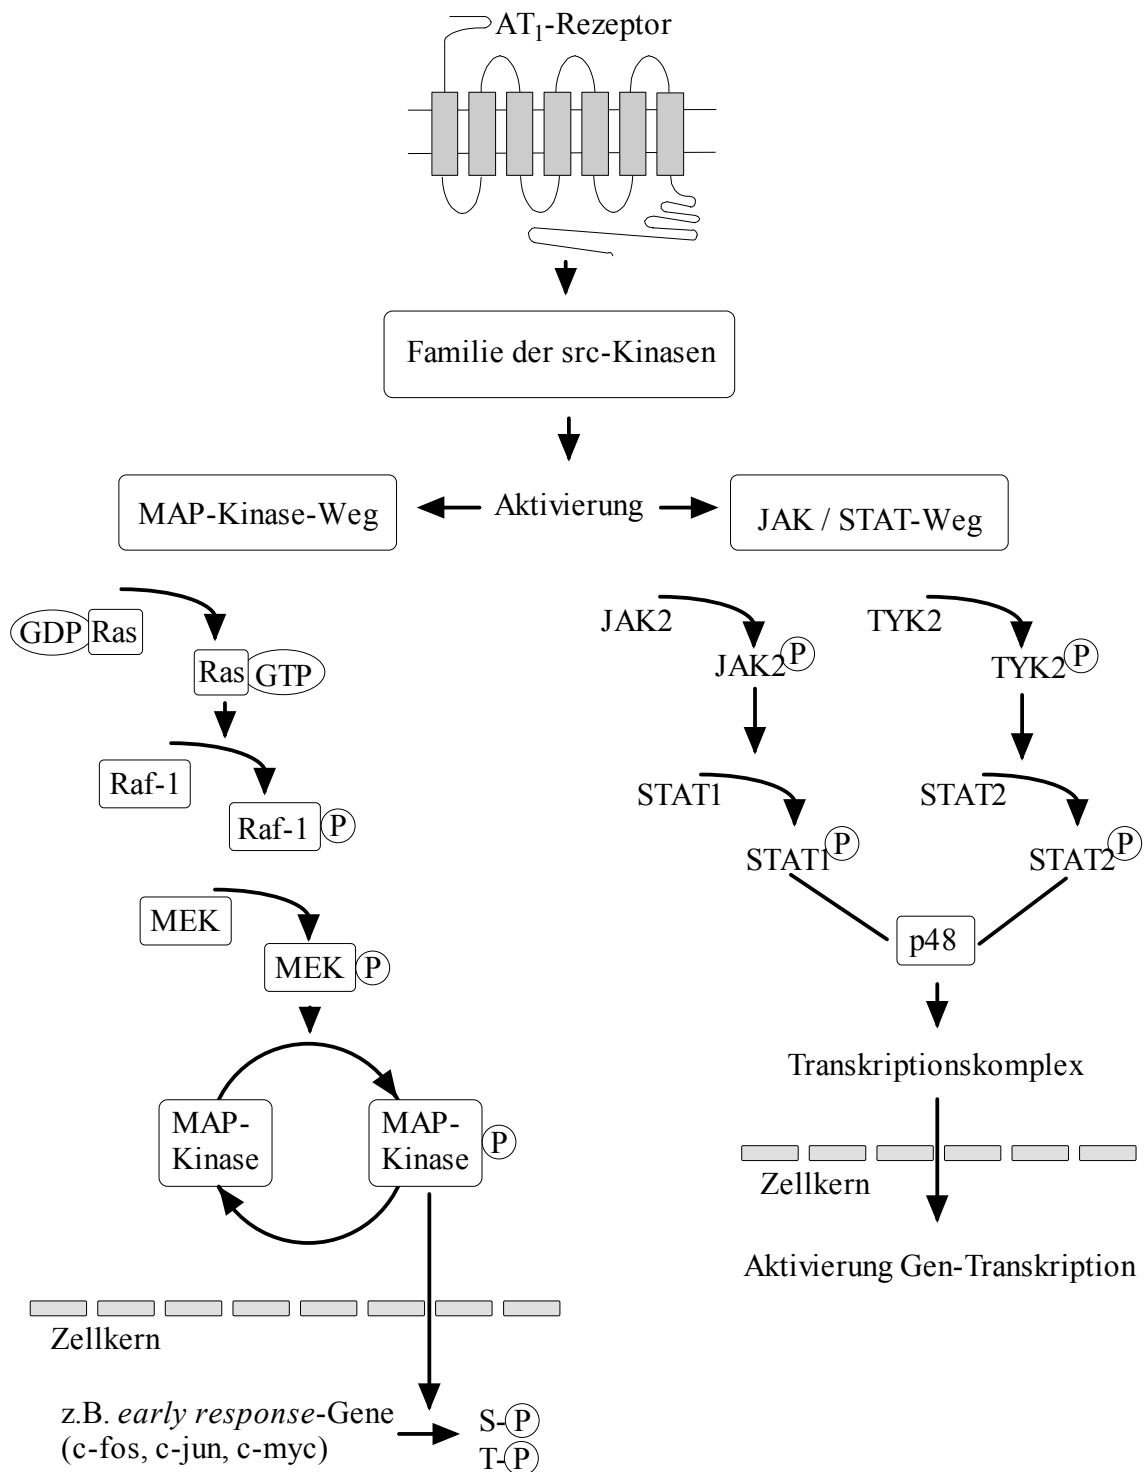 AT₁-Rezeptor
Familie der src-Kinasen
Aktivierung
MAP-Kinase-Weg
GDP Ras
Ras GTP
Raf-1
Raf-1 P
MEK
MEK P
MAP-
Kinase
MAP-
Kinase P
Zellkern
z.B. early response-Gene
(c-fos, c-jun, c-myc)
S-P
T-P
JAK / STAT-Weg
JAK2
JAK2 P
TYK2
TYK2 P
STAT1
STAT1 P
STAT2
STAT2 P
p48
Transkriptionskomplex
Zellkern
Aktivierung Gen-Transkription